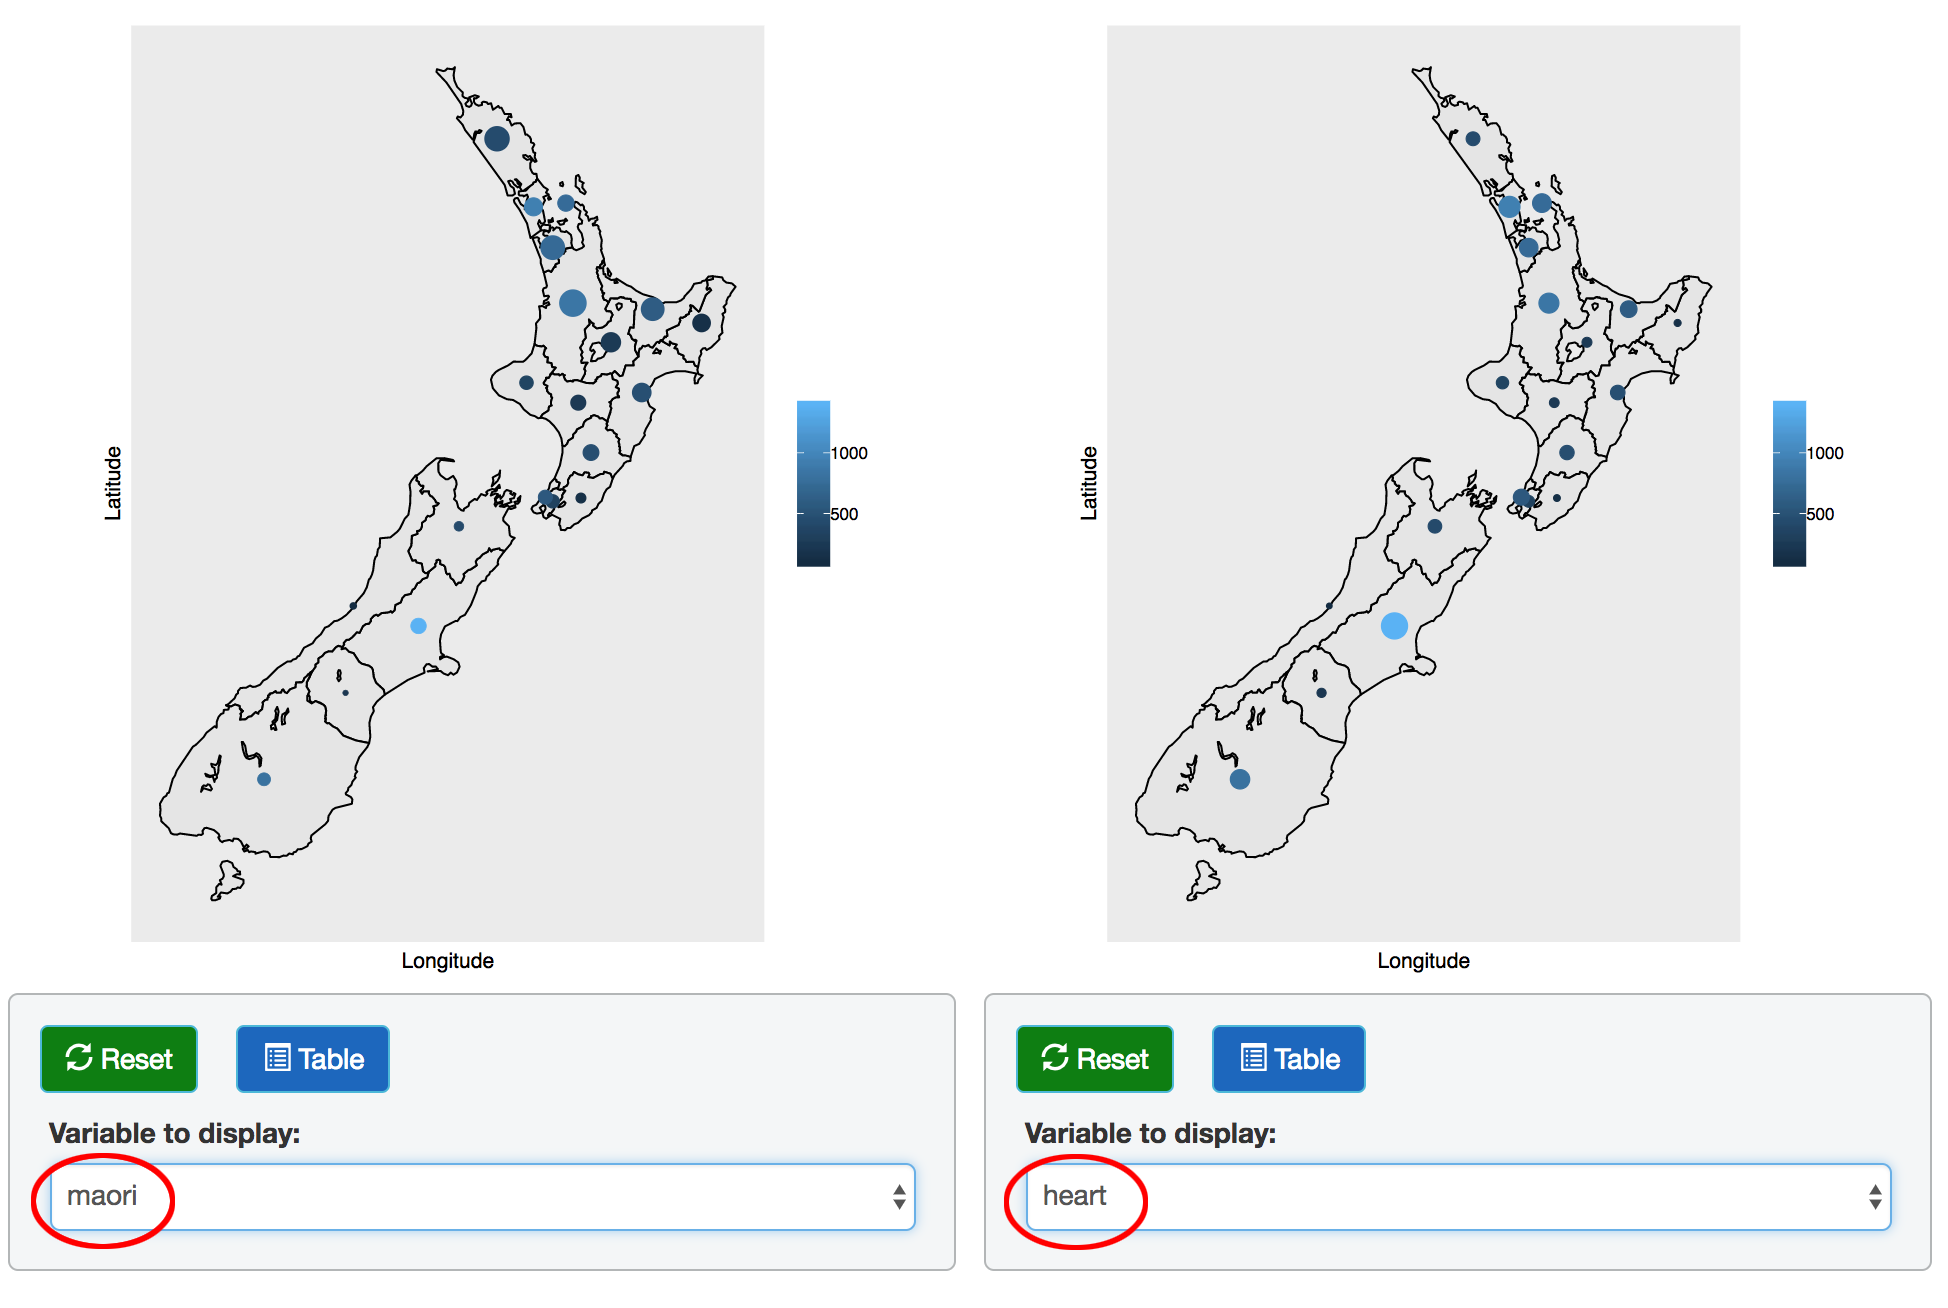 Latitude
1000
500
Longitude
Reset
Table
Variable to display:
maori
Latitude
1000
500
Longitude
Reset
Table
Variable to display:
heart